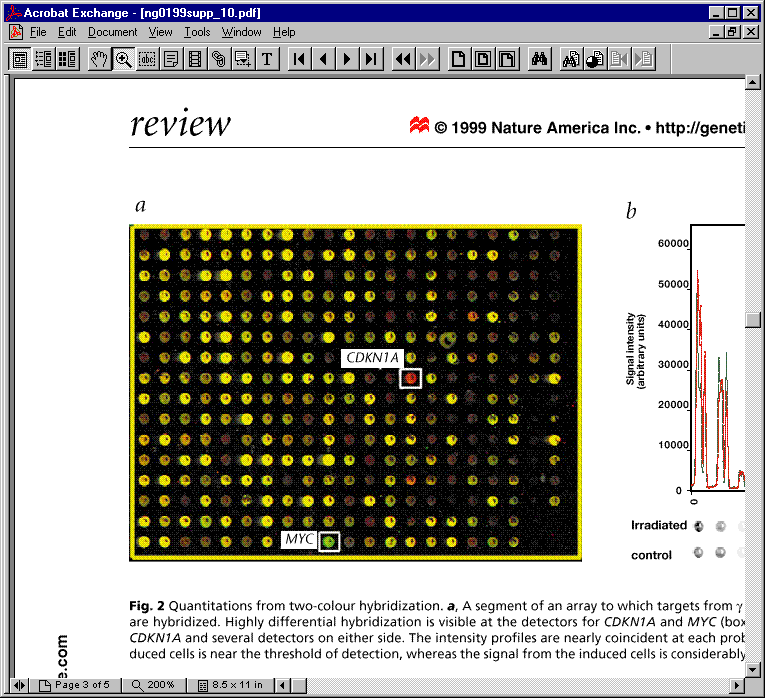 Acrobat Exchange - [ng0199supp_10.pdf]
File Edit Document View Tools Window Help
abc T
review
© 1999 Nature America Inc. • http://geneti
a
b
60000
50000
40000
30000
20000
10000
0
Signal intensity
(arbitrary units)
0
CDKN1A
MYC
Irradiated
control
Fig. 2 Quantitations from two-colour hybridization. a, A segment of an array to which targets from γ
are hybridized. Highly differential hybridization is visible at the detectors for CDKN1A and MYC (box
CDKN1A and several detectors on either side. The intensity profiles are nearly coincident at each prob
duced cells is near the threshold of detection, whereas the signal from the induced cells is considerably
e.com
Page 3 of 5 200% 8.5 x 11 in